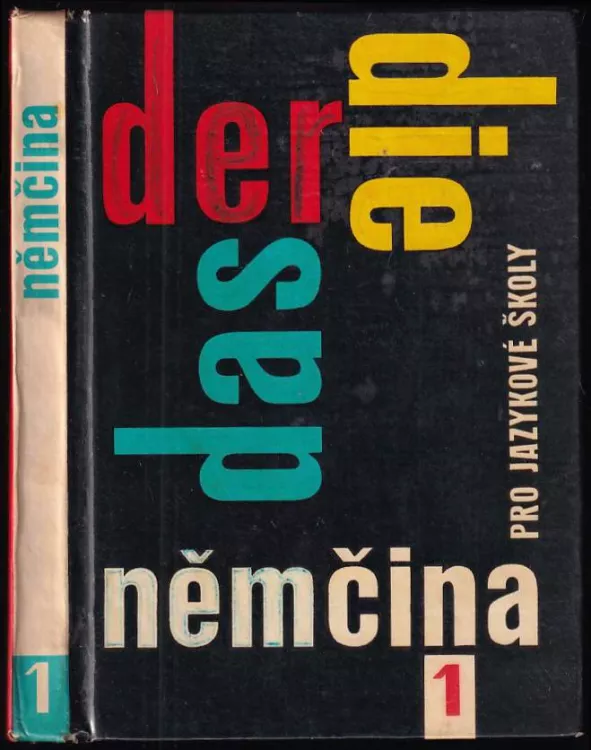 němčina
1
der
die
das
PRO JAZYKOVÉ ŠKOLY
němčina
1